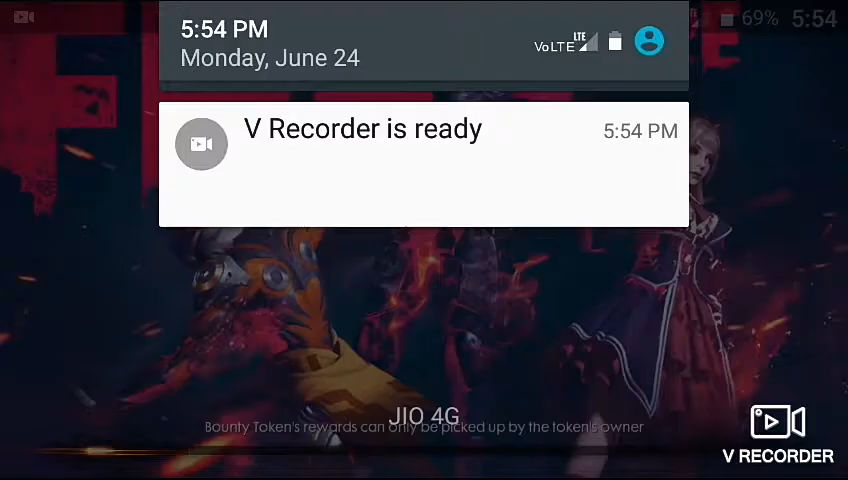 5:54 PM
Monday, June 24
VoLTE LTE
69% 5:54
V Recorder is ready
5:54 PM
JIO 4G
Bounty Token's rewards can only be picked up by the token's owner
V RECORDER